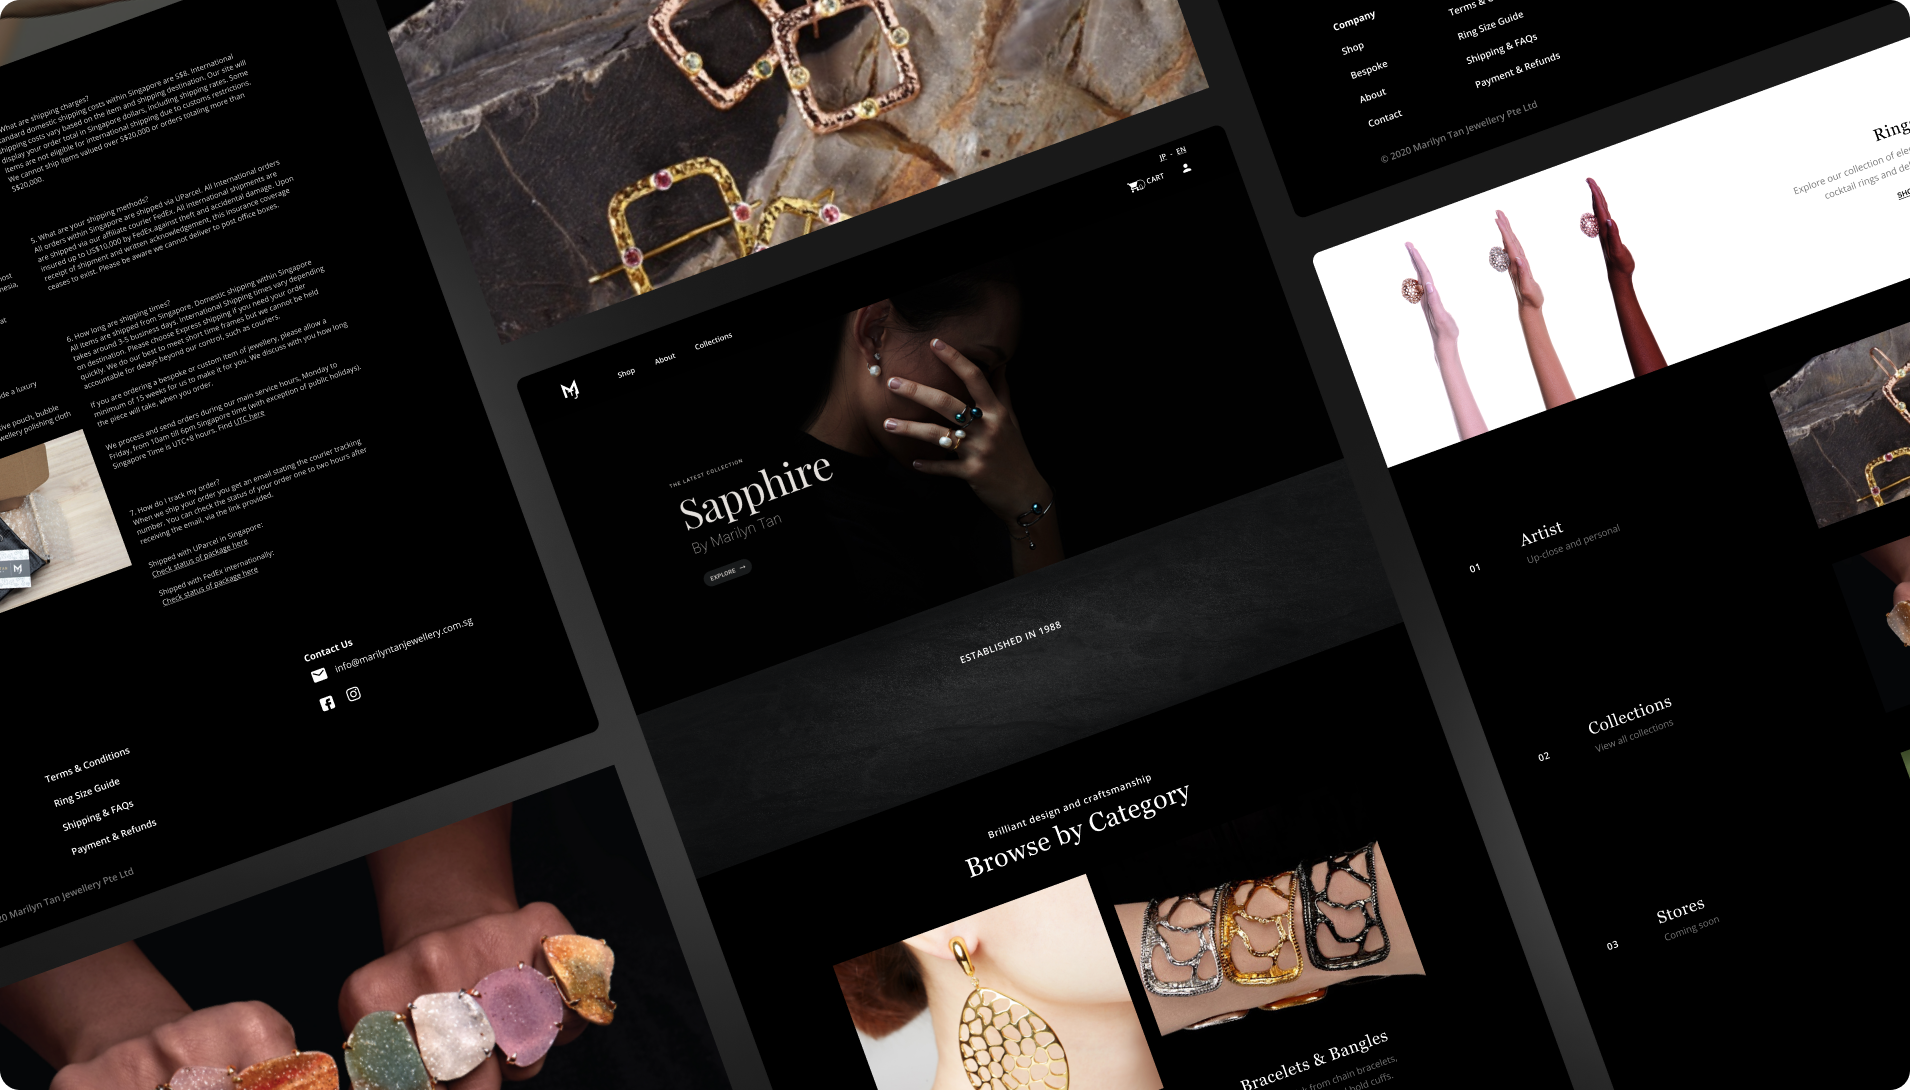 What are shipping charges?
standard domestic shipping costs within Singapore are S$8. International
shipping costs vary based on the item and shipping destination. Our site will
display your order total in Singapore dollars, including shipping rates. Some
items are not eligible for international shipping due to customs restrictions.
We cannot ship items valued over S$20,000 or orders totaling more than
S$20,000.
5. What are your shipping methods?
All orders within Singapore are shipped via UParcel. All International orders
are shipped via our affiliate courier FedEx. All international shipments are
insured up to US$10,000 by FedEx against theft and accidental damage. Upon
receipt of shipment and written acknowledgement, this insurance coverage
ceases to exist. Please be aware we cannot deliver to post office boxes.
6. How long are shipping times?
All items are shipped from Singapore. Domestic shipping within Singapore
takes around 3-5 business days. International Shipping times vary depending
on destination. Please choose Express shipping if you need your order
quickly. We do our best to meet short time frames but we cannot be held
accountable for delays beyond our control, such as couriers.
If you are ordering a bespoke or custom item of jewellery, please allow a
minimum of 15 weeks for us to make it for you. We discuss with you how long
the piece will take, when you order.
We process and send orders during our main service hours, Monday to
Friday, from 10am till 6pm Singapore time (with exception of public holidays).
Singapore Time is UTC+8 hours. Find UTC here
7. How do I track my order?
When we ship your order you get an email stating the courier tracking
number. You can check the status of your order one to two hours after
receiving the email, via the link provided.
Shipped with UParcel in Singapore:
Check status of package here
Shipped with FedEx internationally:
Check status of package here
a luxury
pouch, bubble
polishing cloth
Contact Us
info@marilyntanjewellery.com.sg
Terms & Conditions
Ring Size Guide
Shipping & FAQs
Payment & Refunds
20 Marilyn Tan Jewellery Pte Ltd
JP - EN
CART
M
Shop
About
Collections
THE LATEST COLLECTION
Sapphire
By Marilyn Tan
EXPLORE →
ESTABLISHED IN 1988
Brilliant design and craftsmanship
Browse by Category
Bracelets & Bangles
from chain bracelets,
bold cuffs.
Company
Shop
Bespoke
About
Contact
Terms &
Ring Size Guide
Shipping & FAQs
Payment & Refunds
© 2020 Marilyn Tan Jewellery Pte Ltd
Ring
Explore our collection of
cocktail rings and
01
Artist
Up-close and personal
02
Collections
View all collections
03
Stores
Coming soon